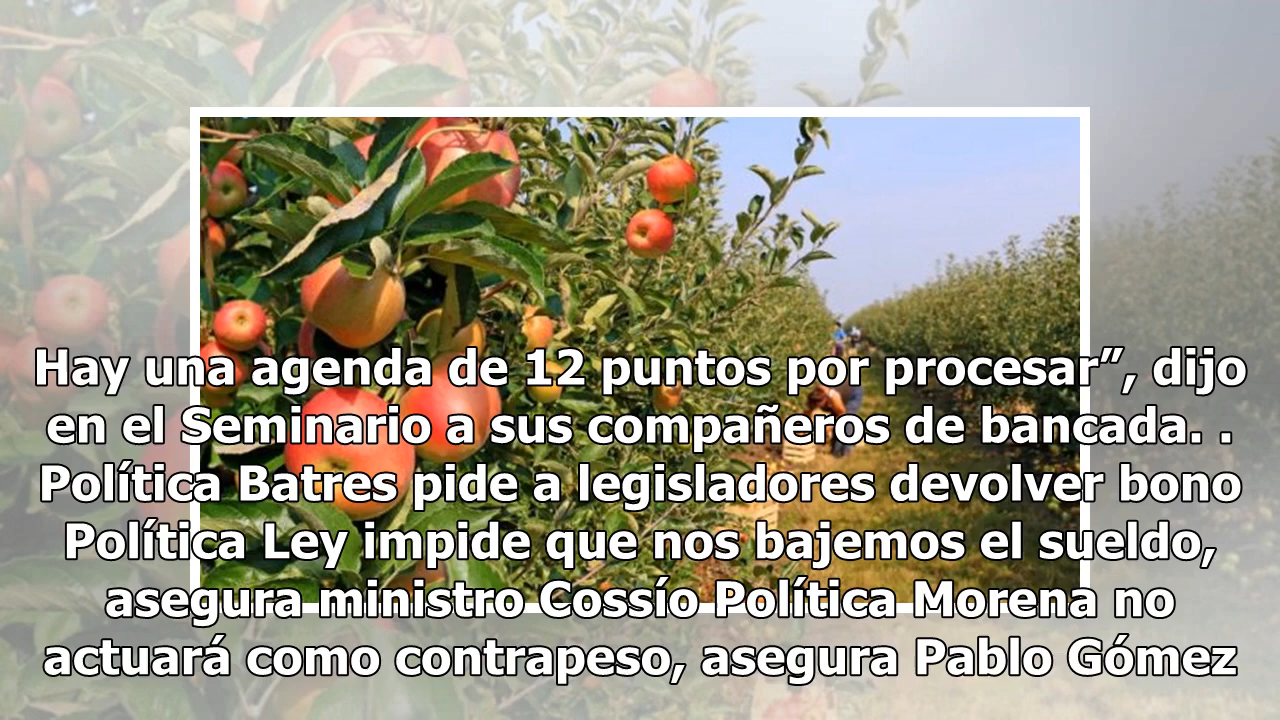 Hay una agenda de 12 puntos por procesar”, dijo
en el Seminario a sus compañeros de bancada. .
Política Batres pide a legisladores devolver bono
Política Ley impide que nos bajemos el sueldo,
asegura ministro Cossío Política Morena no
actuará como contrapeso, asegura Pablo Gómez